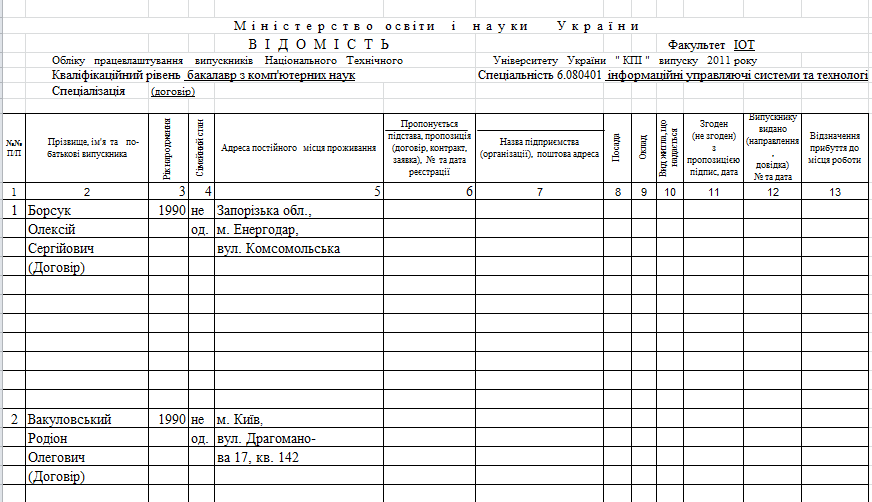 Міністерство освіти і науки України
ВІДОМІСТЬ Факультет ІОТ
Обліку працевлаштування випускників Національного Технічного Університету України "КПІ" випуску 2011 року
Кваліфікаційний рівень бакалавр з комп'ютерних наук Спеціальність 6.080401 інформаційні управляючі системи та технологі
Спеціалізація (договір)
№№ П/П
Прізвище, ім'я та по-
батькові випускника
Рік народження
Сімейний стан
Адреса постійного місця проживання
Пропонується
підстава, пропозиція
(договір, контракт,
заявка), № та дата
реєстрації
Назва підприємства
(організації), поштова адреса
Посада
Оклад
Вид житла, що
надається
Згоден
(не згоден)
з
пропозицією
підпис, дата
Випускнику
видано
(направлення
,
довідка)
№ та дата
Відзначення
прибуття до
місця роботи
1 2 3 4 5 6 7 8 9 10 11 12 13
1 Борсук 1990 не Запорізька обл.,
Олексій од. м. Енергодар,
Сергійович вул. Комсомольська
(Договір)
2 Вакуловський 1990 не м. Київ,
Родіон од. вул. Драгомано-
Олегович ва 17, кв. 142
(Договір)